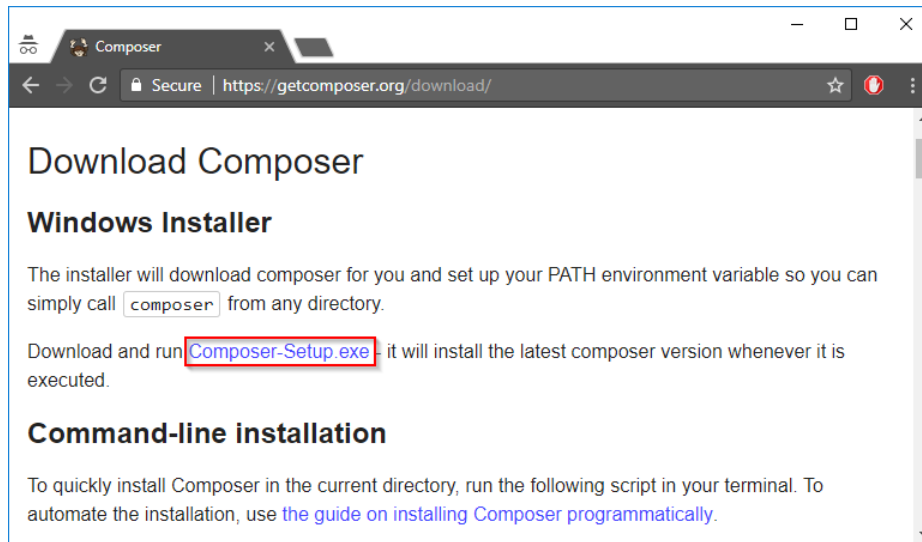 Composer
Secure | https://getcomposer.org/download/
Download Composer
Windows Installer
The installer will download composer for you and set up your PATH environment variable so you can
simply call composer from any directory.
Download and run Composer-Setup.exe - it will install the latest composer version whenever it is
executed.
Command-line installation
To quickly install Composer in the current directory, run the following script in your terminal. To
automate the installation, use the guide on installing Composer programmatically.